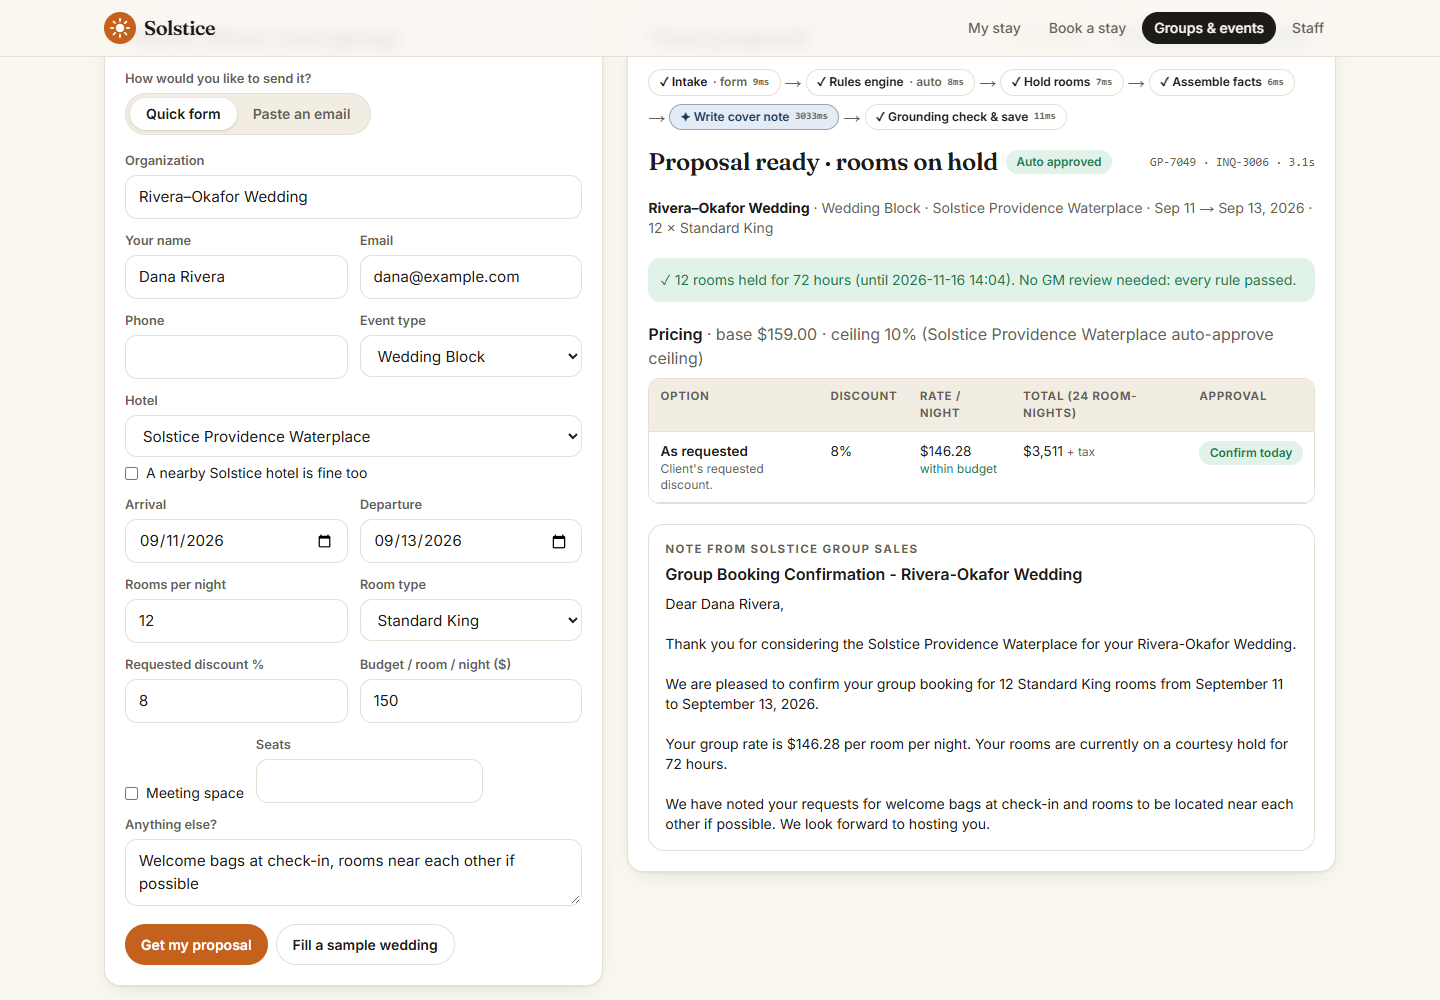 Solstice
My stay
Book a stay
Groups & events
Staff
How would you like to send it?
Quick form
Paste an email
Organization
Rivera–Okafor Wedding
Your name
Email
Dana Rivera
dana@example.com
Phone
Event type
Wedding Block
Hotel
Solstice Providence Waterplace
A nearby Solstice hotel is fine too
Arrival
Departure
09/11/2026
09/13/2026
Rooms per night
Room type
12
Standard King
Requested discount %
Budget / room / night ($)
8
150
Seats
Meeting space
Anything else?
Welcome bags at check-in, rooms near each other if
possible
Get my proposal
Fill a sample wedding
✓ Intake · form 9ms → ✓ Rules engine · auto 8ms → ✓ Hold rooms 7ms → ✓ Assemble facts 6ms
→ ✦ Write cover note 3033ms → ✓ Grounding check & save 11ms
Proposal ready · rooms on hold
Auto approved
GP-7049 · INQ-3006 · 3.1s
Rivera–Okafor Wedding · Wedding Block · Solstice Providence Waterplace · Sep 11 → Sep 13, 2026 ·
12 × Standard King
✓ 12 rooms held for 72 hours (until 2026-11-16 14:04). No GM review needed: every rule passed.
Pricing · base $159.00 · ceiling 10% (Solstice Providence Waterplace auto-approve
ceiling)
OPTION
DISCOUNT
RATE /
NIGHT
TOTAL (24 ROOM-
NIGHTS)
APPROVAL
As requested
Client's requested
discount.
8%
$146.28
within budget
$3,511 + tax
Confirm today
NOTE FROM SOLSTICE GROUP SALES
Group Booking Confirmation - Rivera-Okafor Wedding
Dear Dana Rivera,
Thank you for considering the Solstice Providence Waterplace for your Rivera-Okafor Wedding.
We are pleased to confirm your group booking for 12 Standard King rooms from September 11
to September 13, 2026.
Your group rate is $146.28 per room per night. Your rooms are currently on a courtesy hold for
72 hours.
We have noted your requests for welcome bags at check-in and rooms to be located near each
other if possible. We look forward to hosting you.